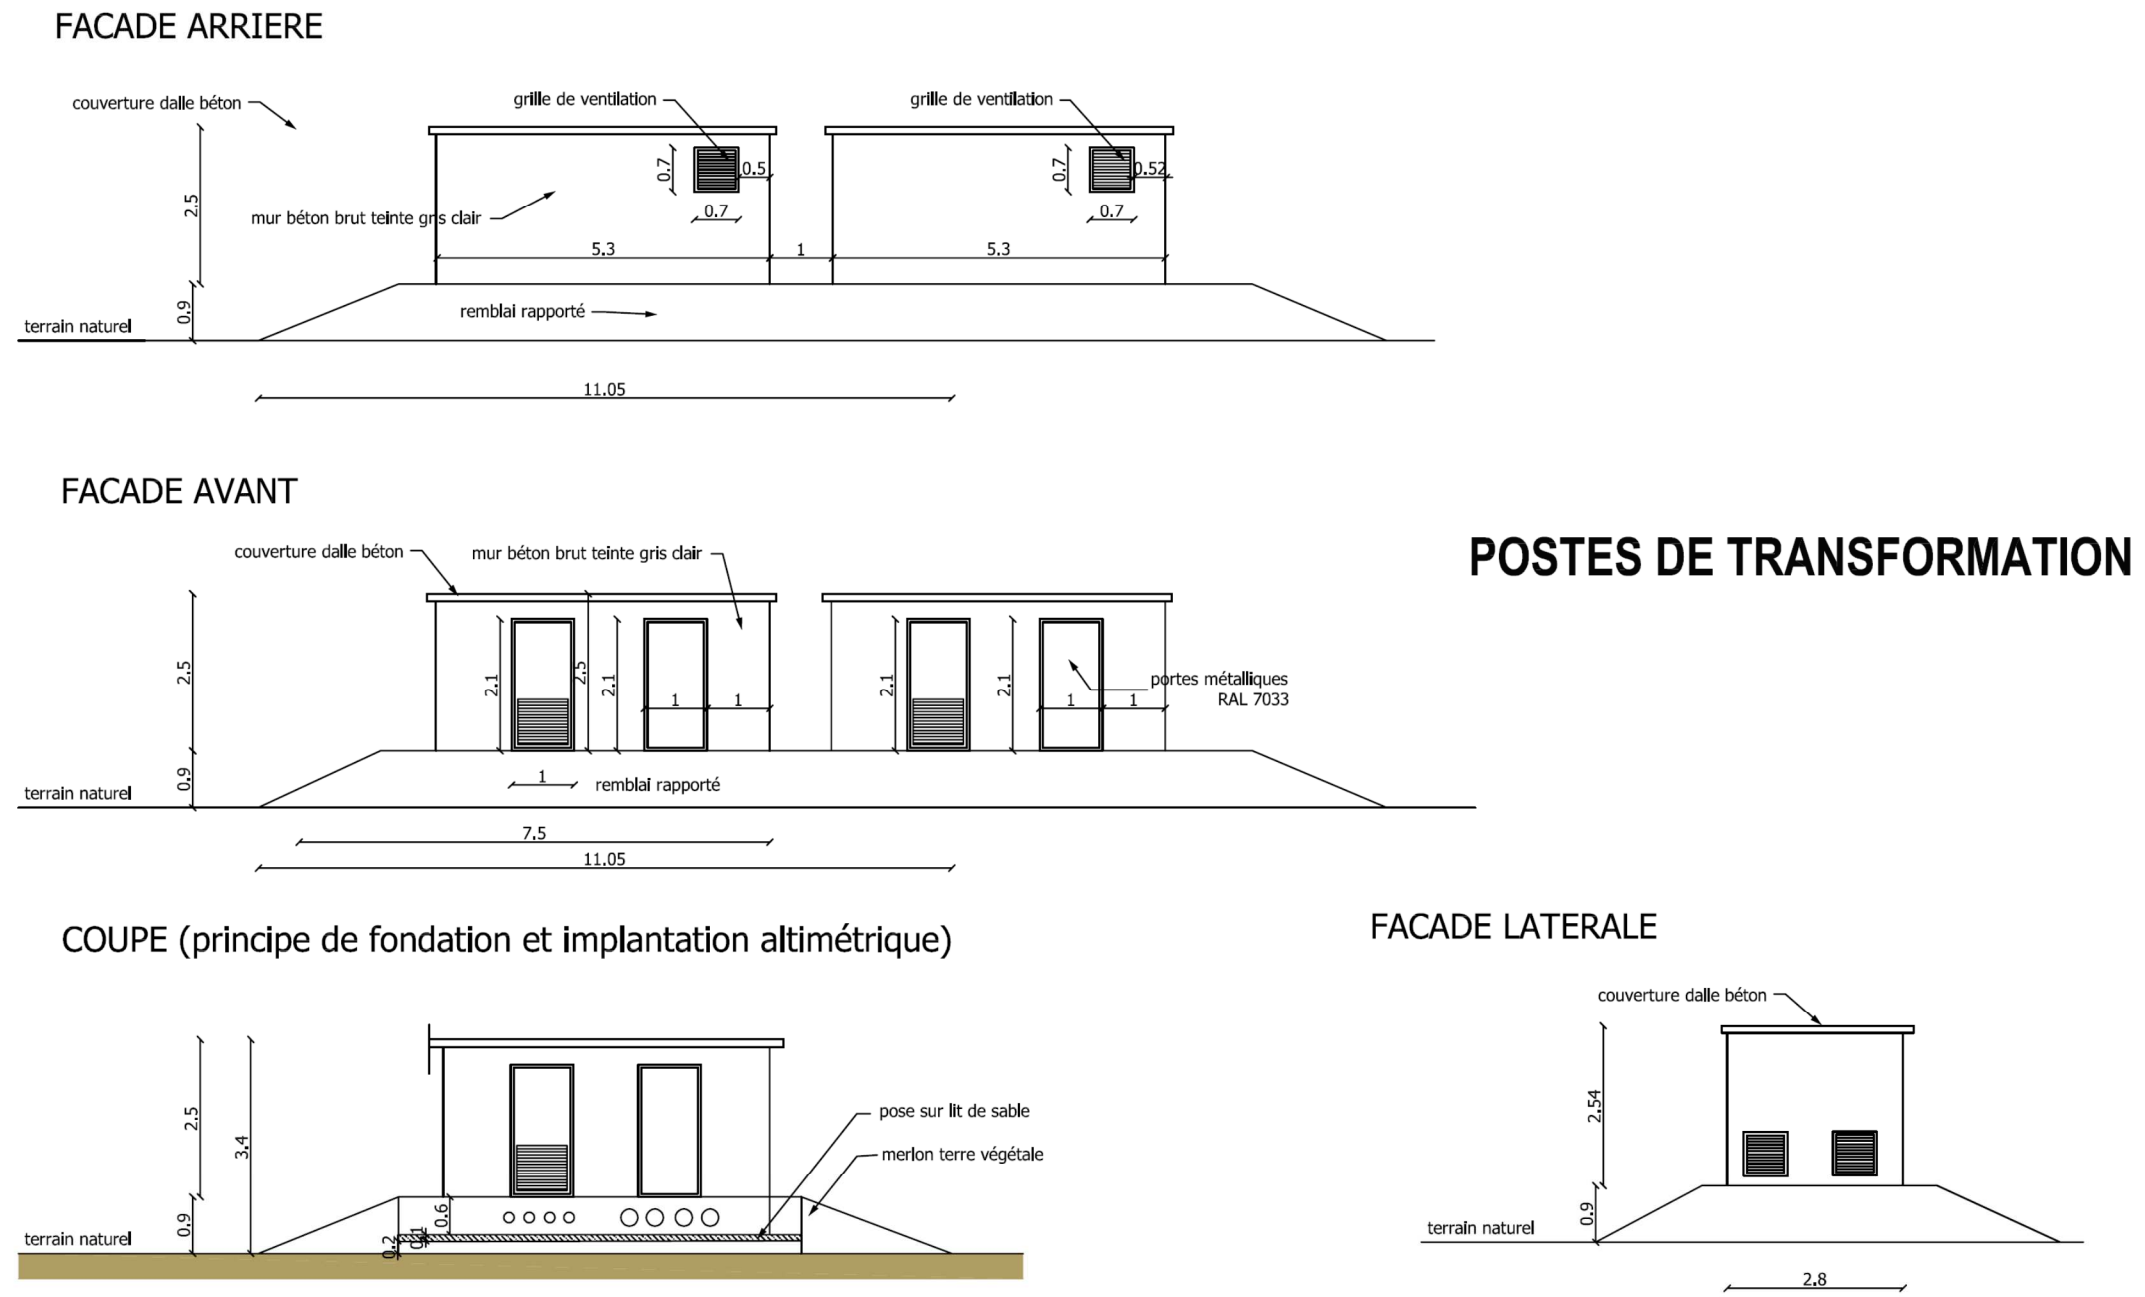 FACADE ARRIERE
couverture dalle béton
grille de ventilation
grille de ventilation
0.7
0.5
0.7
0.52
2.5
0.7
0.7
mur béton brut teinte gris clair
5.3
1
5.3
0.9
remblai rapporté
terrain naturel
11.05
FACADE AVANT
couverture dalle béton
mur béton brut teinte gris clair
POSTES DE TRANSFORMATION
2.5
2.1
2.5
2.1
2.1
2.1
portes métalliques
RAL 7033
1
1
1
1
0.9
1
remblai rapporté
terrain naturel
7.5
11.05
COUPE (principe de fondation et implantation altimétrique)
2.5
3.4
pose sur lit de sable
merlon terre végétale
0.9
0.6
0.1
0.2
terrain naturel
FACADE LATERALE
couverture dalle béton
2.54
0.9
terrain naturel
2.8